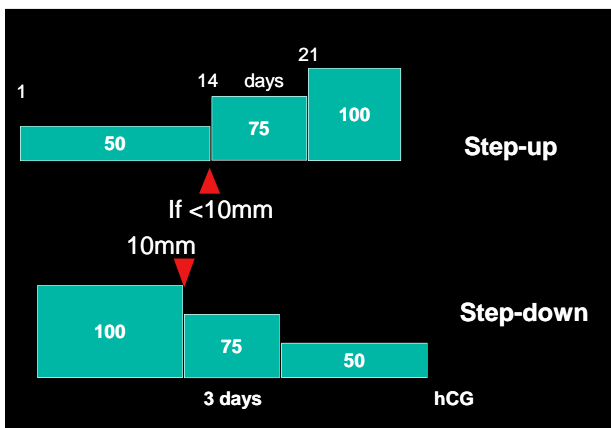 21
14 days
1
100
75
50
Step-up
If <10mm
10mm
Step-down
100
75
50
3 days hCG